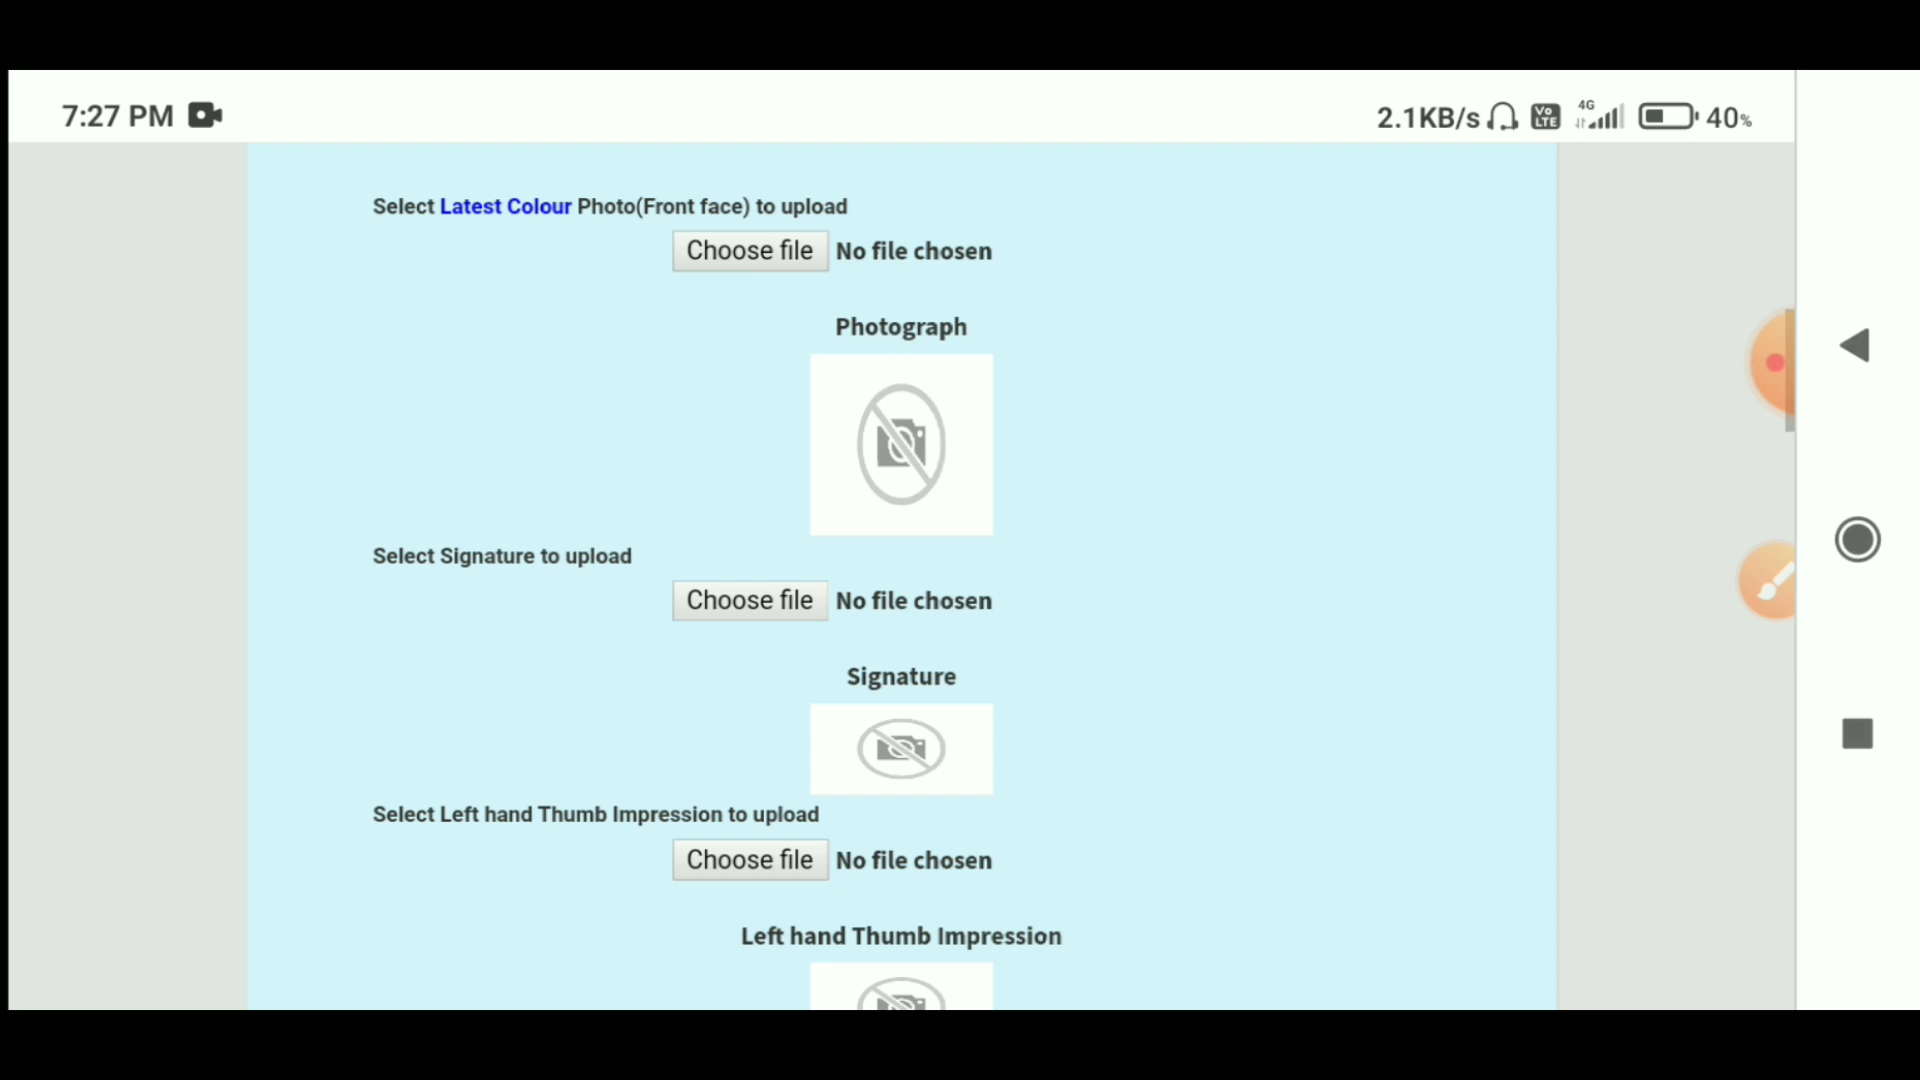 7:27 PM
2.1KB/s Vo LTE 4G 40%
Select Latest Colour Photo(Front face) to upload
Choose file No file chosen
Photograph
Select Signature to upload
Choose file No file chosen
Signature
Select Left hand Thumb Impression to upload
Choose file No file chosen
Left hand Thumb Impression